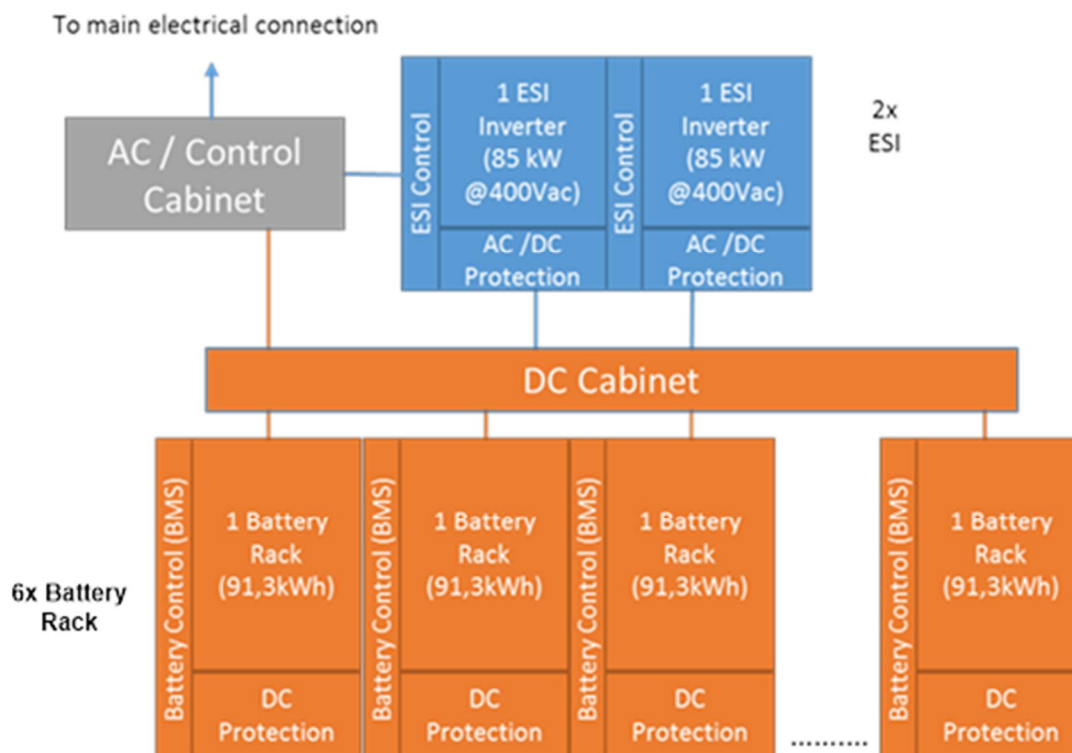 To main electrical connection
AC / Control
Cabinet
ESI Control
1 ESI
Inverter
(85 kW
@400Vac)
AC /DC
Protection
ESI Control
1 ESI
Inverter
(85 kW
@400Vac)
AC /DC
Protection
2x
ESI
DC Cabinet
6x Battery
Rack
Battery Control (BMS)
1 Battery
Rack
(91,3kWh)
DC
Protection
Battery Control (BMS)
1 Battery
Rack
(91,3kWh)
DC
Protection
Battery Control (BMS)
1 Battery
Rack
(91,3kWh)
DC
Protection
..........
Battery Control (BMS)
1 Battery
Rack
(91,3kWh)
DC
Protection